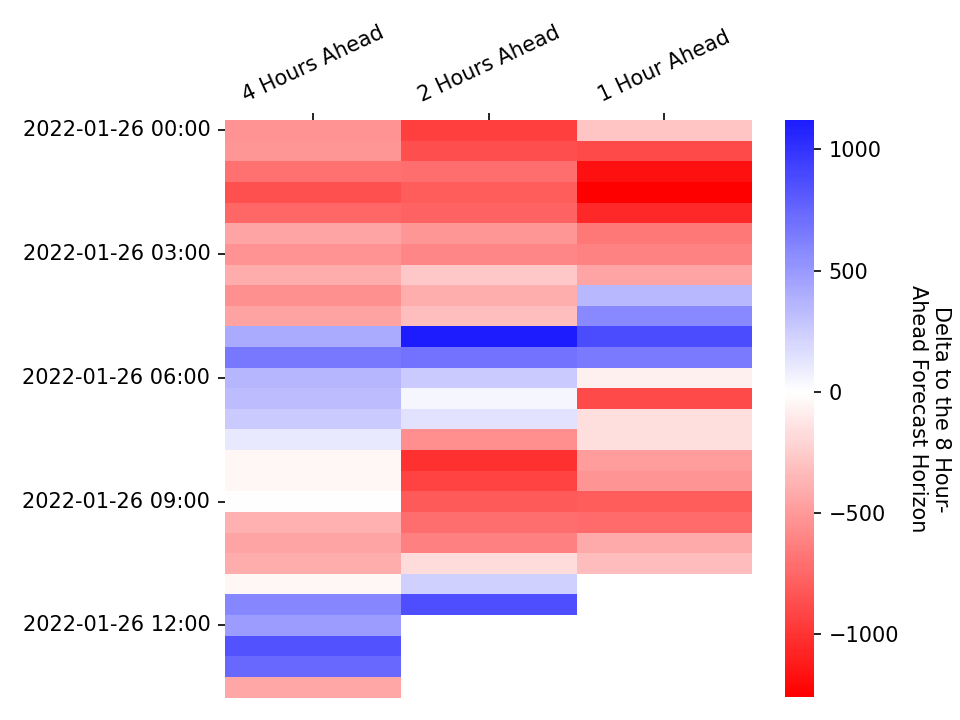 4 Hours Ahead
2 Hours Ahead
1 Hour Ahead
2022-01-26 00:00
2022-01-26 03:00
2022-01-26 06:00
2022-01-26 09:00
2022-01-26 12:00
1000
500
0
−500
−1000
Delta to the 8 Hour-
Ahead Forecast Horizon